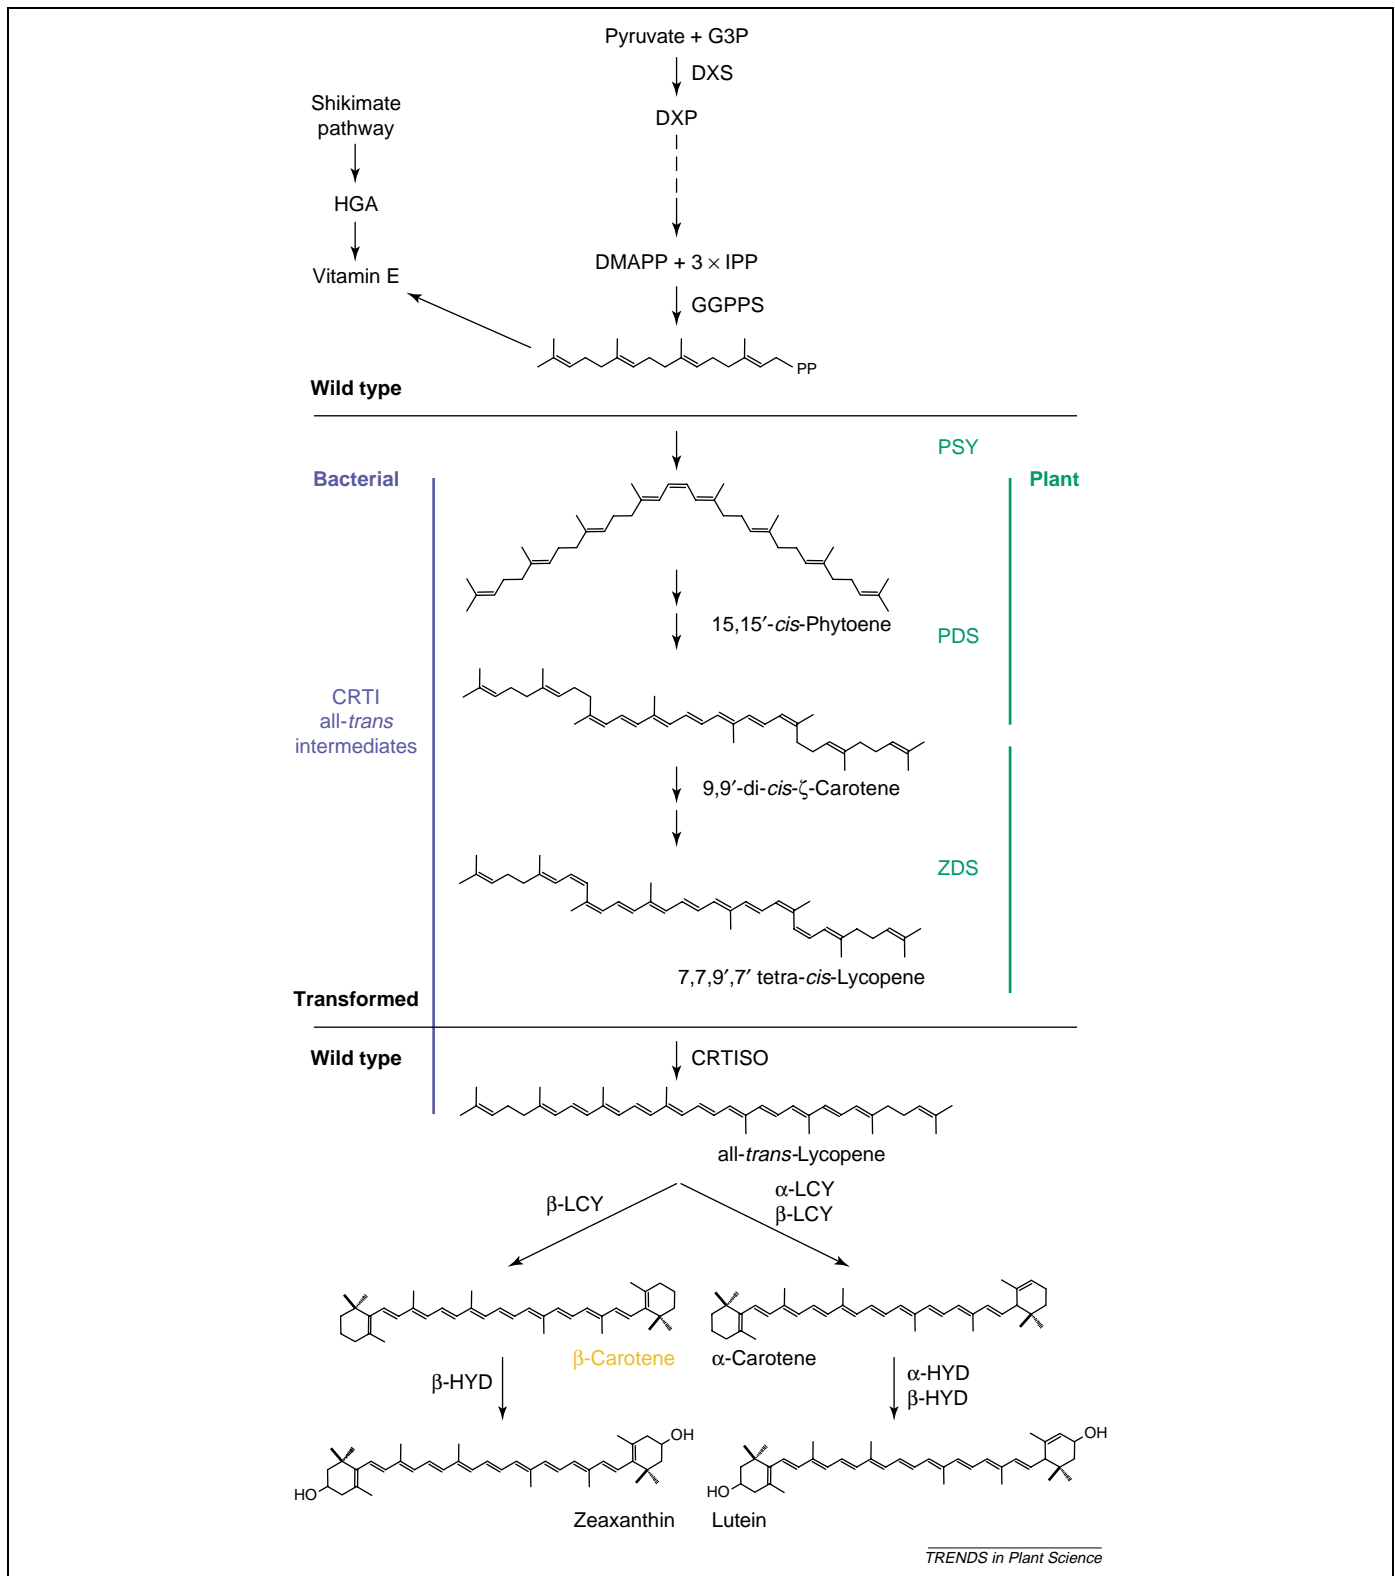 Pyruvate + G3P
DXS
DXP
Shikimate
pathway
HGA
Vitamin E
DMAPP + 3 × IPP
GGPPS
PP
Wild type
PSY
Bacterial
Plant
15,15′-cis-Phytoene
PDS
CRTI
all-trans
intermediates
9,9′-di-cis-ζ-Carotene
ZDS
7,7,9′,7′ tetra-cis-Lycopene
Transformed
Wild type
CRTISO
all-trans-Lycopene
β-LCY
α-LCY
β-LCY
β-Carotene
α-Carotene
β-HYD
α-HYD
β-HYD
OH
HO
OH
HO
Zeaxanthin
Lutein
TRENDS in Plant Science